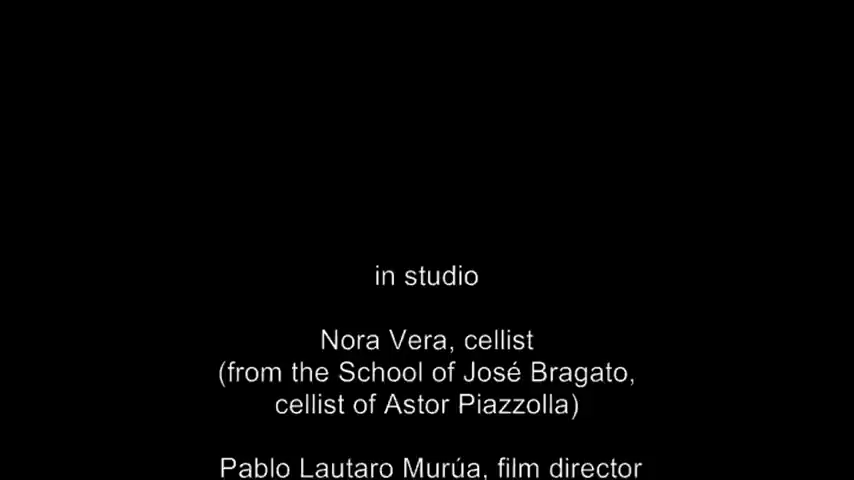 in studio
Nora Vera, cellist
(from the School of José Bragato,
cellist of Astor Piazzolla)
Pablo Lautaro Murúa, film director